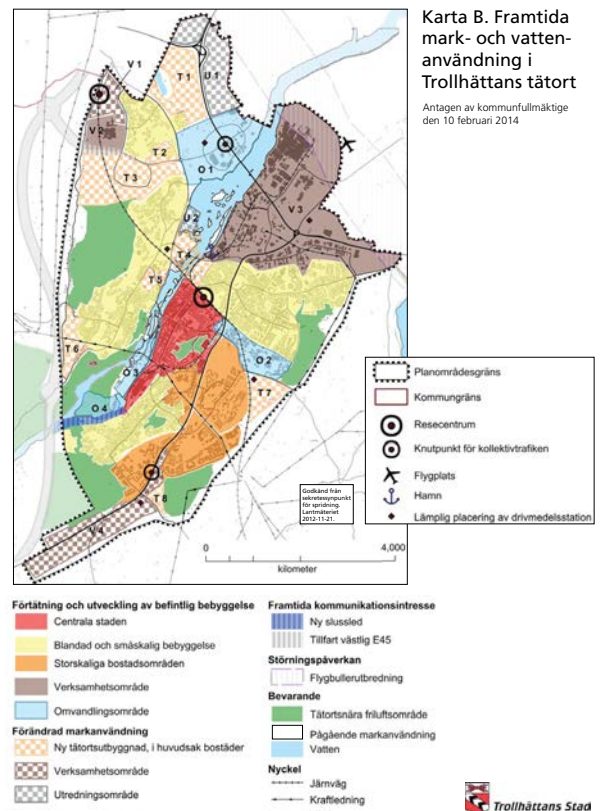 Karta B. Framtida
mark- och vatten-
användning i
Trollhättans tätort
Antagen av kommunfullmäktige
den 10 februari 2014
V 1
T 1
U 1
V 2
T 2
T 3
O 1
U 2
V 3
T 4
T 5
T 6
O 3
O 2
O 4
T 7
T 8
V 4
Planområdesgräns
Kommungräns
Resecentrum
Knutpunkt för kollektivtrafiken
Flygplats
Hamn
Lämplig placering av drivmedelsstation
Godkänd från
sekretessynpunkt
för spridning.
Lantmäteriet
2012-11-21.
0 4,000
kilometer
Förtätning och utveckling av befintlig bebyggelse
Centrala staden
Blandad och småskalig bebyggelse
Storskaliga bostadsområden
Verksamhetsområde
Omvandlingsområde
Förändrad markanvändning
Ny tätortsutbyggnad, i huvudsak bostäder
Verksamhetsområde
Utredningsområde
Framtida kommunikationsintresse
Ny slussled
Tillfart västlig E45
Störningspåverkan
Flygbullerutbredning
Bevarande
Tätortsnära friluftsområde
Pågående markanvändning
Vatten
Nyckel
Järnväg
Kraftledning
Trollhättans Stad